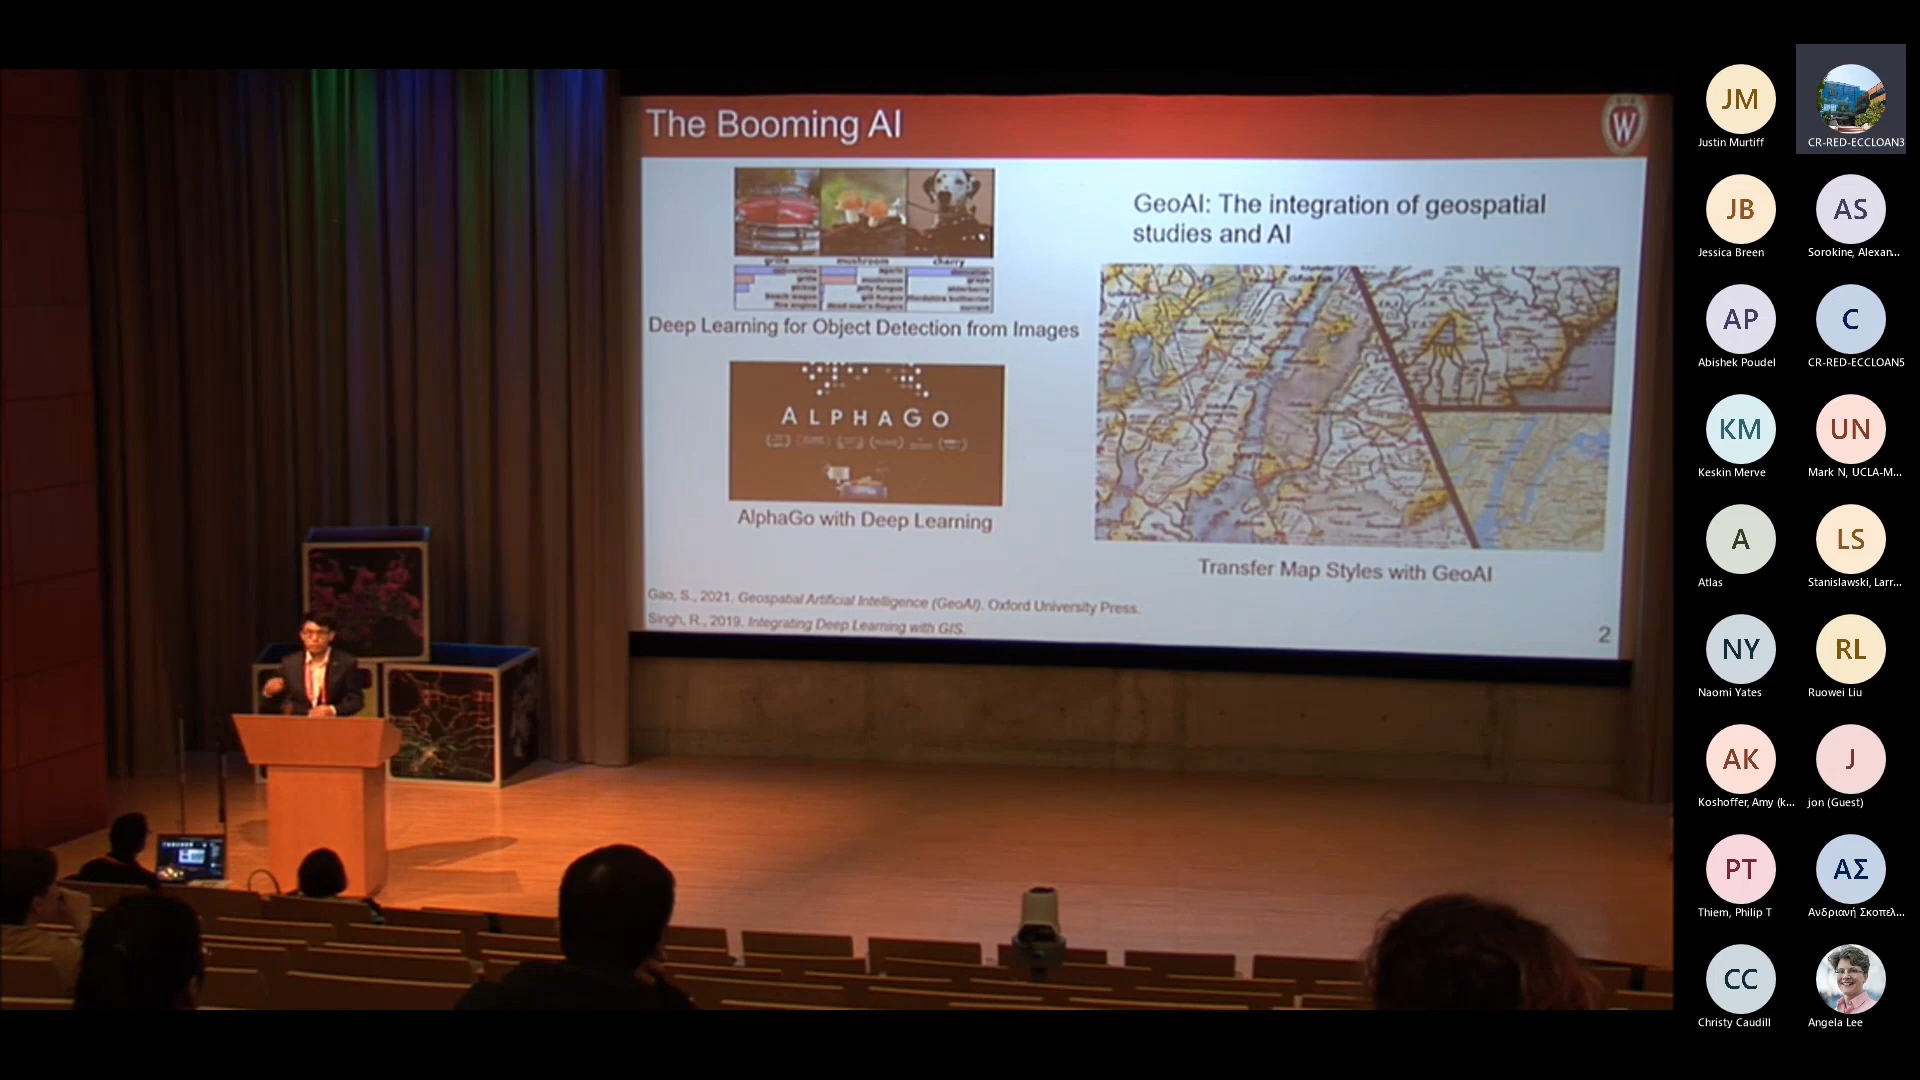 The Booming AI
W
grille
mushroom
cherry
Deep Learning for Object Detection from Images
ALPHAGO
AlphaGo with Deep Learning
GeoAI: The integration of geospatial
studies and AI
Transfer Map Styles with GeoAI
Gao, S., 2021. Geospatial Artificial Intelligence (GeoAI). Oxford University Press.
Singh, R., 2019. Integrating Deep Learning with GIS.
2
JM
Justin Murtiff
CR-RED-ECCLOAN3
JB
Jessica Breen
AS
Sorokine, Alexan...
AP
Abishek Poudel
C
CR-RED-ECCLOAN5
KM
Keskin Merve
UN
Mark N, UCLA-M...
A
Atlas
LS
Stanislawski, Larr...
NY
Naomi Yates
RL
Ruowei Liu
AK
Koshoffer, Amy (k...
J
jon (Guest)
PT
Thiem, Philip T
ΑΣ
Ανδριανή Σκοπελ...
CC
Christy Caudill
Angela Lee